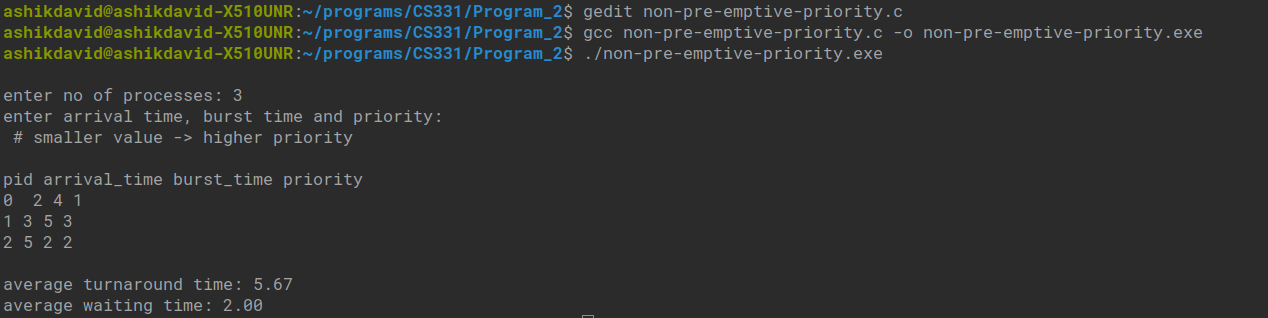 ashikdavid@ashikdavid-X510UNR:~/programs/CS331/Program_2$ gedit non-pre-emptive-priority.c
ashikdavid@ashikdavid-X510UNR:~/programs/CS331/Program_2$ gcc non-pre-emptive-priority.c -o non-pre-emptive-priority.exe
ashikdavid@ashikdavid-X510UNR:~/programs/CS331/Program_2$ ./non-pre-emptive-priority.exe
enter no of processes: 3
enter arrival time, burst time and priority:
# smaller value -> higher priority
pid arrival_time burst_time priority
0  2 4 1
1 3 5 3
2 5 2 2
average turnaround time: 5.67
average waiting time: 2.00